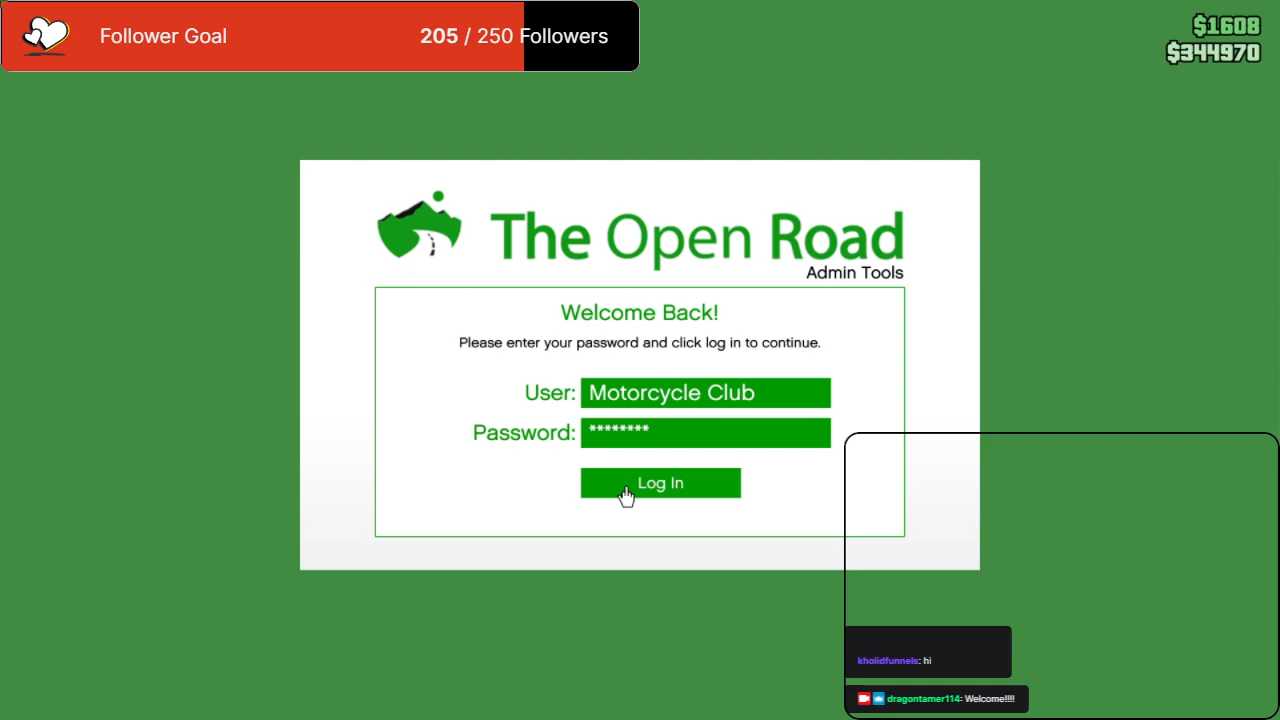 Follower Goal
205 / 250 Followers
$1608
$344970
The Open Road
Admin Tools
Welcome Back!
Please enter your password and click log in to continue.
User: Motorcycle Club
Password: ********
Log In
kholidfunnels: hi
dragontamer114: Welcome!!!!